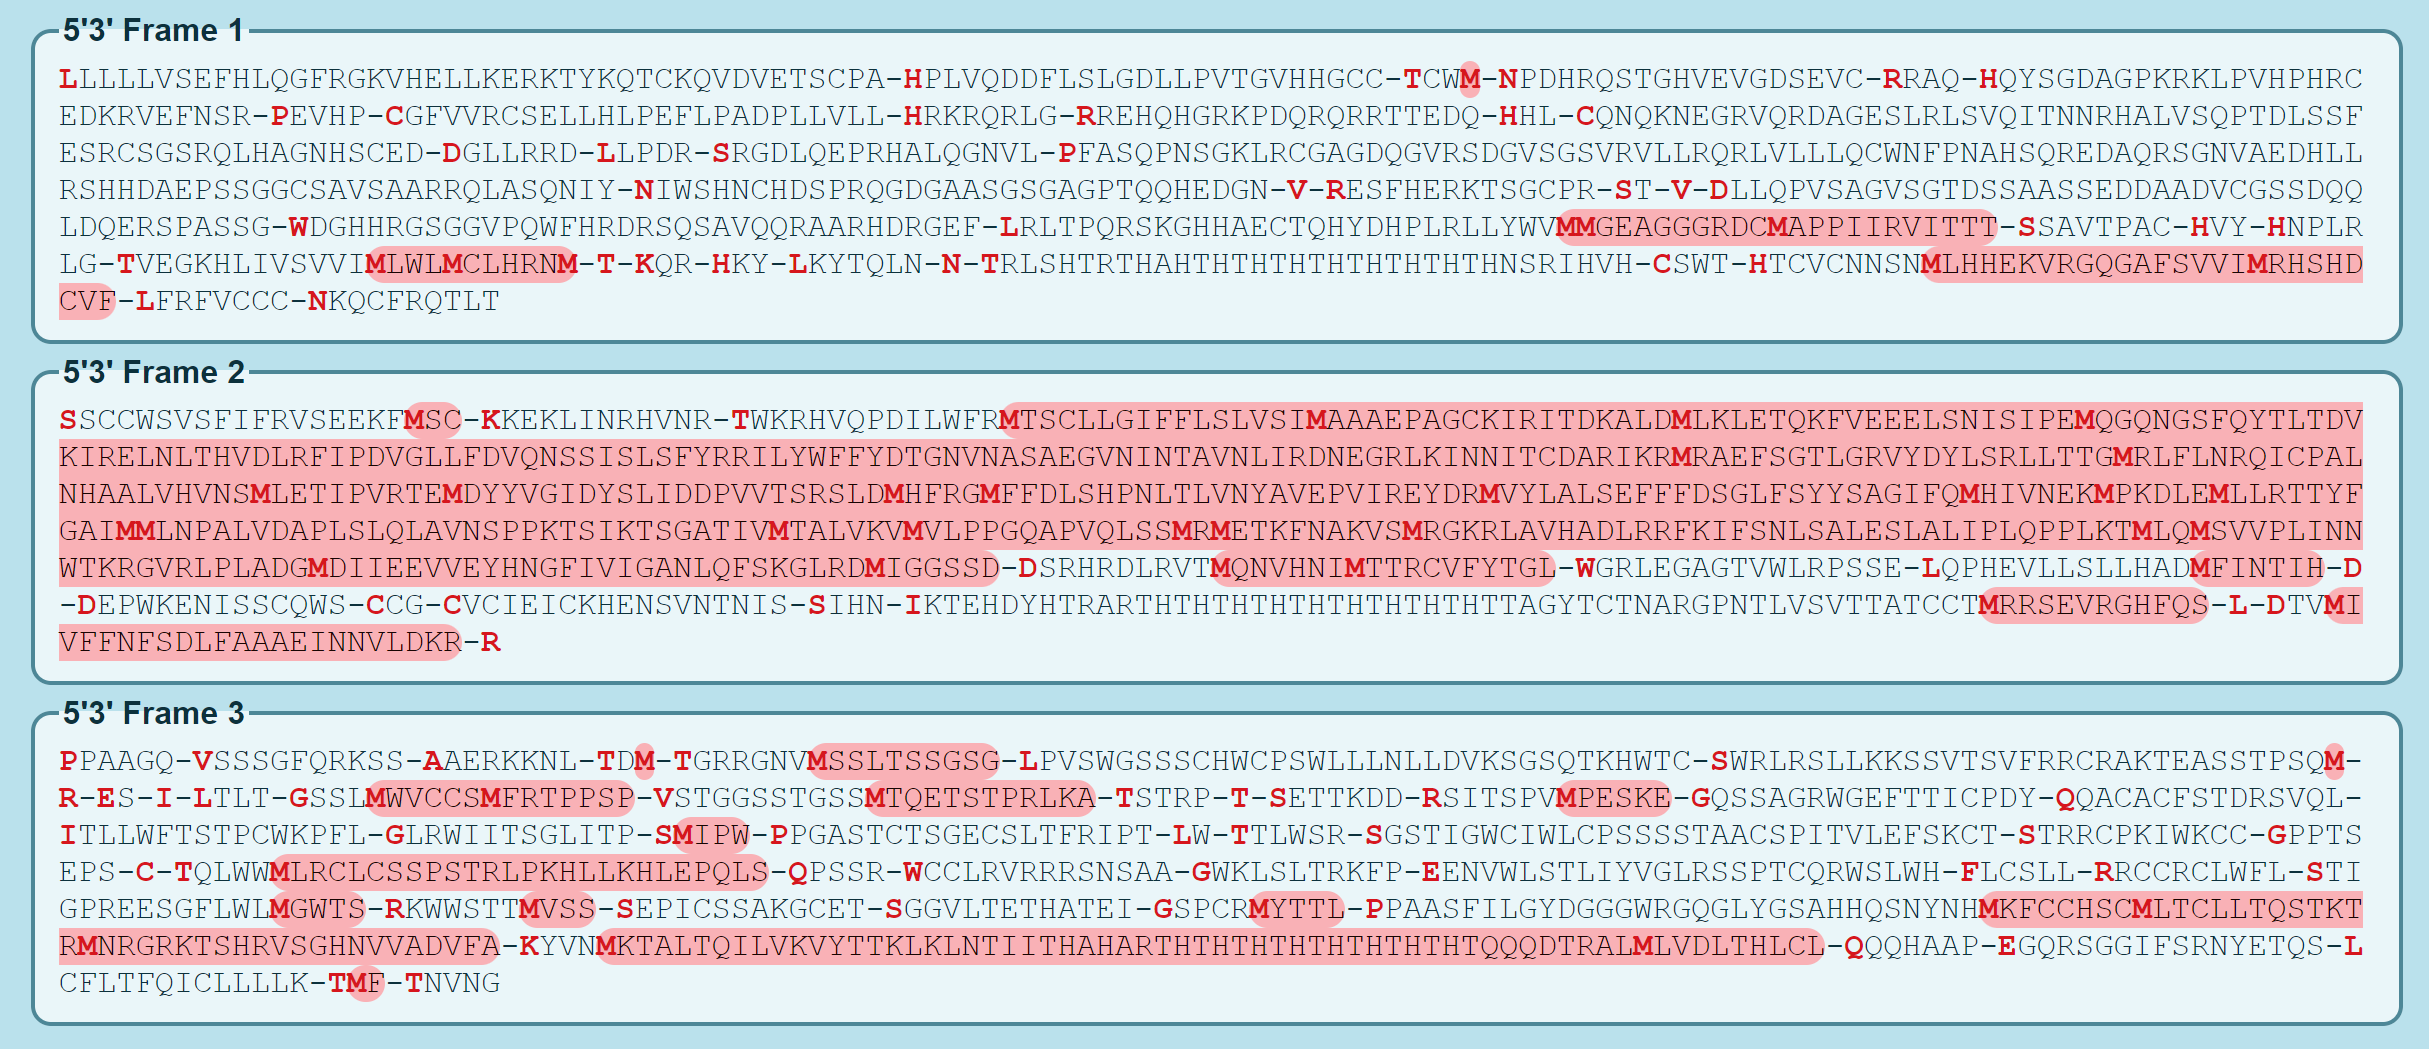 5'3' Frame 1
LLLLLVSEFHLQGFRGKVHELLKERKTYKQTCKQVDVETSCPA-HPLVQDDFLSLGDLLPVTGVHHGCC-TCWM-NPDHRQSTGHVEVGDSEVC-RRAQ-HQYSGDAGPKRKLPVHPHRC
EDKRVEFNSR-PEVHP-CGFVVRCSELLHLPEFLPADPLLVLL-HRKRQRLG-RREHQHGRKPDQRQRRTTEDQ-HHL-CQNQKNEGRVQRDAGESLRLSVQITNNRHALVSQPTDLSSF
ESRCSGSRQLHAGNHSCED-DGLLRRD-LLPDR-SRGDLQEPRHALQGNVL-PFASQPNSGKLRCGAGDQGVRSDGVSGSVRVLLRQRLVLLLQCWNFPNAHSQREDAQRSGNVAEDHLL
RSHHDAEPSSGGCSAVSAARRQLASQNIY-NIWSHNCHDSPRQGDGAASGSGAGPTQQHEDGN-V-RESFHERKTSGCPR-ST-V-DLLQPVSAGVSGTDSSAASSEDDAADVCGSSDQQ
LDQERSPASSG-WDGHHRGSGGVPQWFHRDRSQSAVQQRAARHDRGEF-LRLTPQRSKGHHAECTQHYDHPLRLLYWVMMGEAGGGRDCMAPPIIRVITTT-SSAVTPAC-HVY-HNPLR
LG-TVEGKHLIVSVVIMLWLMCLHRNM-T-KQR-HKY-LKYTQLN-N-TRLSHTRTHAHTHTHTHTHTHTHTHNSRIHVH-CSWT-HTCVCNNSNMLHHEKVRGQGAFSVVIMRHSHD
CVF-LFRFVCCC-NKQCFRQTLT
5'3' Frame 2
SSCCWSVSFIFRVSEEKFMSC-KKEKLINRHVNR-TWKRHVQPDILWFRMTSCLLGIFFLSLVSIMAAAEPAGCKIRITDKALDMLKLETQKFVEEELSNISIPEMQGQNGSFQYTLTDV
KIRELNLTHVDLRFIPDVGLLFDVQNSSISLSFYRRILYWFFYDTGNVNASAEGVNINTAVNLIRDNEGRLKINNITCDARIKRMRAEFSGTLGRVYDYLSRLLTTGMRLFLNRQICPAL
NHAALVHVNSMLETIPVRTEMDYYVGIDYSLIDDPVVTSRSLDMHFRGMFFDLSHPNLTLVNYAVEPVIREYDRMVYLALSEFFFDSGLFSYYSAGIFQMHIVNEKMPKDLEMLLRTTYF
GAIMMLNPALVDAPLSLQLAVNSPPKTSIKTSGATIVMTALVKVMVLPPGQAPVQLSSMRMETKFNAKVSMRGKRLAVHADLRRFKIFSNLSALESLALIPLQPPLKTMLQMSVVPLINN
WTKRGVRLPLADGMDIIEEVVEYHNGFIVIGANLQFSKGLRDMIGGSSD-DSRHRDLRVTMQNVHNIMTTRCVFYTGL-WGRLEGAGTVWLRPSSE-LQPHEVLLSLLHADMFINTIH-D
-DEPWKENISSCQWS-CCG-CVCIEICKHENSVNTNIS-SIHN-IKTEHDYHTRARTHTHTHTHTHTHTHTHTHTTAGYTCTNARGPNTLVSVTTATCCTMRRSEVRGHFQS-L-DTVMI
VFFNFSDLFAAAEINNVLDKR-R
5'3' Frame 3
PPAAGQ-VSSSGFQRKSS-AAERKKNL-TDM-TGRRGNVMSSLTSSGSG-LPVSWGSSSCHWCPSWLLLNLLDVKSGSQTKHWTC-SWRLRSLLKKSSVTSVFRRCRAKTEASSTPSQM-
R-ES-I-LTLT-GSSLMWVCCSMFRTPPSP-VSTGGSSTGSSMTQETSTPRLKA-TSTRP-T-SETTKDD-RSITSPVMPESKE-GQSSAGRWGEFTTICPDY-QQACACFSTDRSVQL-
ITLLWFTSTPCWKPFL-GLRWIITSGLITP-SMIPW-PPGASTCTSGECSLTFRIPT-LW-TTLWSR-SGSTIGWCIWLCPSSSSTAACSPITVLEFSKCT-STRRCPKIWKCC-GPPTS
EPS-C-TQLWWMLRCLCSSPSTRLPKHLLKHLEPQLS-QPSSR-WCCLRVRRRSNSAA-GWKLSLTRKFP-EENVWLSTLIYVGLRSSPTCQRWSLWH-FLCSLL-RRCCRCLWFL-STI
GPREESGFLWLMGWTS-RKWWSTTMVSS-SEPICSSAKGCET-SGGVLTETHATEI-GSPCRMYTTL-PPAASFILGYDGGGWRGQGLYGSAHHQSNYNHMKFCCHSCMLTCLLTQSTKT
RMNRGRKTSHRVSGHNVVADVFA-KYVNMKTALTQILVKVYTTKLKLNTIITHAHARTHTHTHTHTHTHTHTHTQQQDTRALMLVDLTHLCL-QQQHAAP-EGQRSGGIFSRNYETQS-L
CFLTFQICLLLLK-TMF-TNVNG